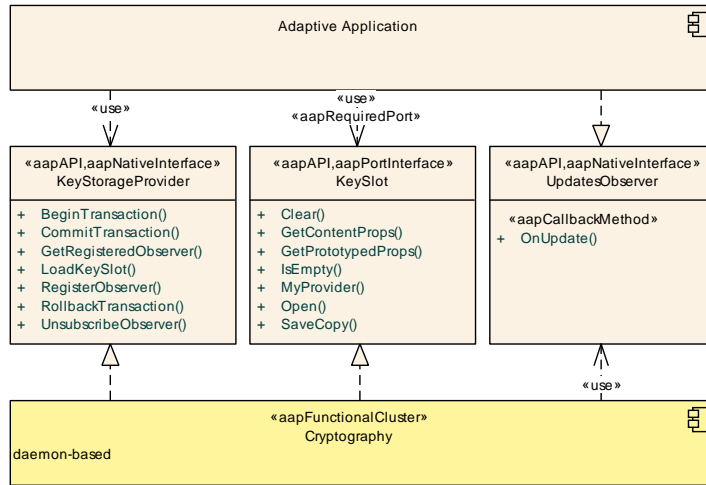 Adaptive Application
«use»
«use»
«aapRequiredPort»
«aapAPI,aapNativeInterface»
KeyStorageProvider
+ BeginTransaction()
+ CommitTransaction()
+ GetRegisteredObserver()
+ LoadKeySlot()
+ RegisterObserver()
+ RollbackTransaction()
+ UnsubscribeObserver()
«aapAPI,aapPortInterface»
KeySlot
+ Clear()
+ GetContentProps()
+ GetPrototypedProps()
+ IsEmpty()
+ MyProvider()
+ Open()
+ SaveCopy()
«aapAPI,aapNativeInterface»
UpdatesObserver
«aapCallbackMethod»
+ OnUpdate()
«use»
«aapFunctionalCluster»
Cryptography
daemon-based